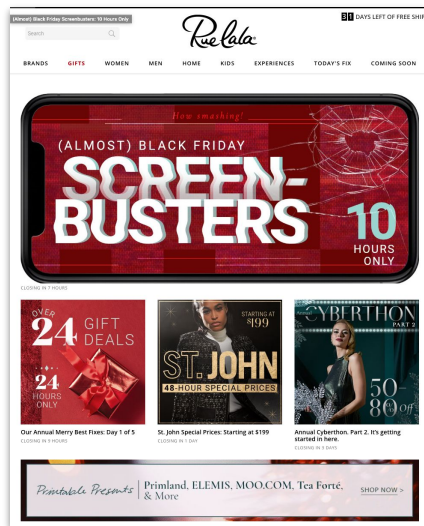 (Almost) Black Friday Screenbusters: 10 Hours Only
31 DAYS LEFT OF FREE SHIP
Search
Rue la la
BRANDS GIFTS WOMEN MEN HOME KIDS EXPERIENCES TODAY'S FIX COMING SOON
How smashing!
(ALMOST) BLACK FRIDAY
SCREEN-
BUSTERS
10
HOURS
ONLY
CLOSING IN 7 HOURS
OVER
24 GIFT
DEALS
24
HOURS
ONLY
Our Annual Merry Best Fixes: Day 1 of 5
CLOSING IN 9 HOURS
STARTING AT
$199
ST. JOHN
48-HOUR SPECIAL PRICES
St. John Special Prices: Starting at $199
CLOSING IN 1 DAY
Annual
CYBERTHON
PART 2
50–
80% Off
Annual Cyberthon, Part 2. It's getting
started in here.
CLOSING IN 5 DAYS
Printable Presents
Primland, ELEMIS, MOO.COM, Tea Forté,
& More
SHOP NOW >